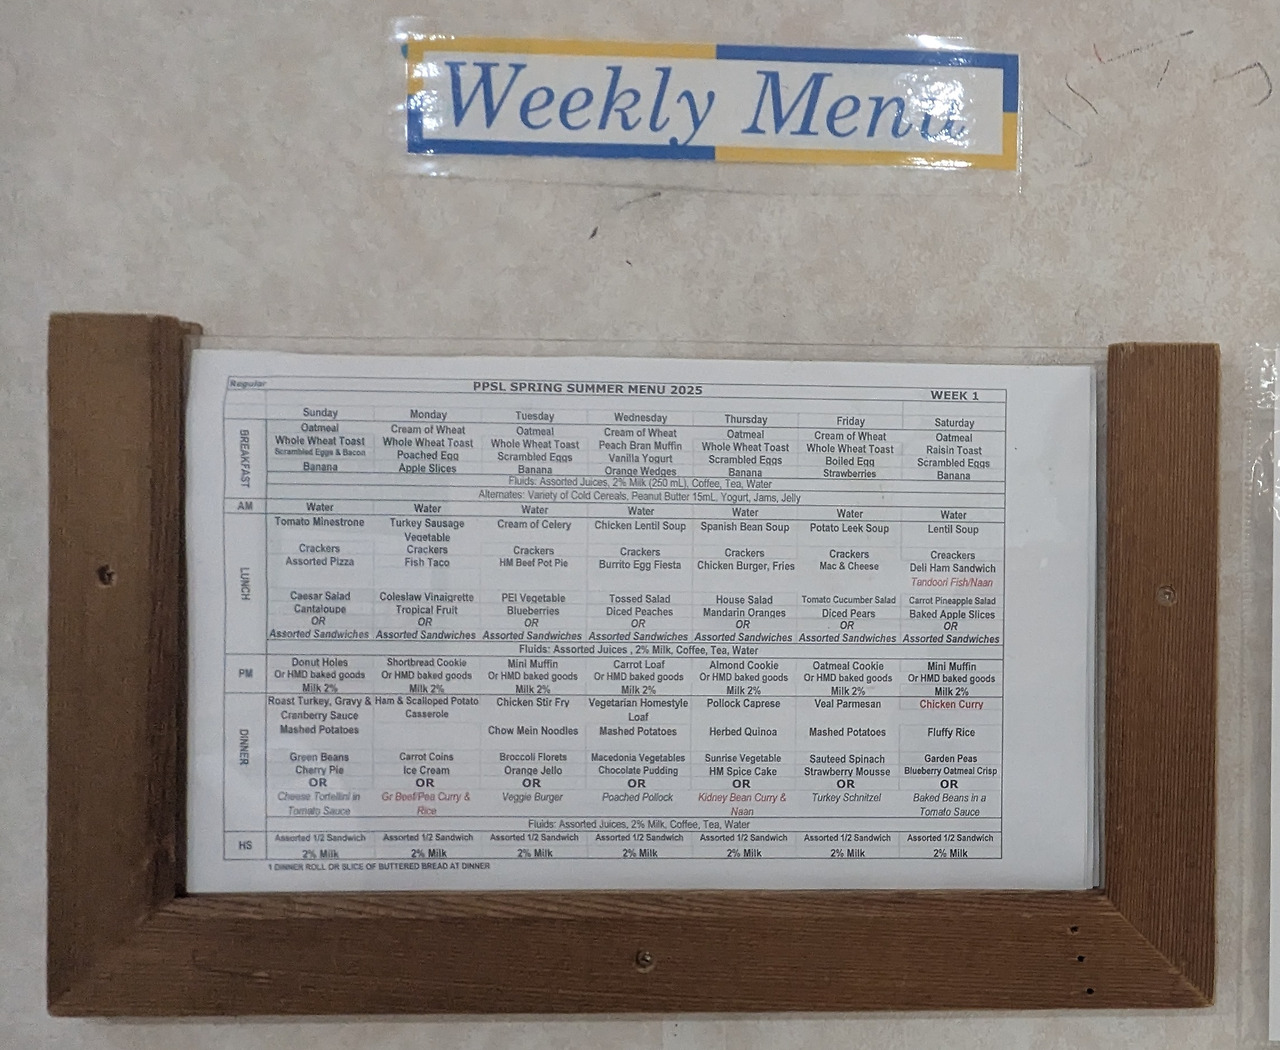 Weekly Menu
Regular
PPSL SPRING SUMMER MENU 2025
WEEK 1
Sunday Monday Tuesday Wednesday Thursday Friday Saturday
BREAKFAST
Oatmeal Cream of Wheat Oatmeal Cream of Wheat Oatmeal Cream of Wheat Oatmeal
Whole Wheat Toast Whole Wheat Toast Whole Wheat Toast Peach Bran Muffin Whole Wheat Toast Whole Wheat Toast Raisin Toast
Scrambled Eggs & Bacon Poached Egg Scrambled Eggs Vanilla Yogurt Scrambled Eggs Boiled Egg Scrambled Eggs
Banana Apple Slices Banana Orange Wedges Banana Strawberries Banana
Fluids: Assorted Juices, 2% Milk (250 mL), Coffee, Tea, Water
Alternates: Variety of Cold Cereals, Peanut Butter 15mL, Yogurt, Jams, Jelly
AM Water Water Water Water Water Water Water
LUNCH
Tomato Minestrone Turkey Sausage Cream of Celery Chicken Lentil Soup Spanish Bean Soup Potato Leek Soup Lentil Soup
Vegetable
Crackers Crackers Crackers Crackers Crackers Crackers Creackers
Assorted Pizza Fish Taco HM Beef Pot Pie Burrito Egg Fiesta Chicken Burger, Fries Mac & Cheese Deli Ham Sandwich
Tandoori Fish/Naan
Caesar Salad Coleslaw Vinaigrette PEI Vegetable Tossed Salad House Salad Tomato Cucumber Salad Carrot Pineapple Salad
Cantaloupe Tropical Fruit Blueberries Diced Peaches Mandarin Oranges Diced Pears Baked Apple Slices
OR OR OR OR OR OR OR
Assorted Sandwiches Assorted Sandwiches Assorted Sandwiches Assorted Sandwiches Assorted Sandwiches Assorted Sandwiches Assorted Sandwiches
Fluids: Assorted Juices , 2% Milk, Coffee, Tea, Water
PM
Donut Holes Shortbread Cookie Mini Muffin Carrot Loaf Almond Cookie Oatmeal Cookie Mini Muffin
Or HMD baked goods Or HMD baked goods Or HMD baked goods Or HMD baked goods Or HMD baked goods Or HMD baked goods Or HMD baked goods
Milk 2% Milk 2% Milk 2% Milk 2% Milk 2% Milk 2% Milk 2%
DINNER
Roast Turkey, Gravy & Ham & Scalloped Potato Chicken Stir Fry Vegetarian Homestyle Pollock Caprese Veal Parmesan Chicken Curry
Cranberry Sauce Casserole Loaf
Mashed Potatoes Chow Mein Noodles Mashed Potatoes Herbed Quinoa Mashed Potatoes Fluffy Rice
Green Beans Carrot Coins Broccoli Florets Macedonia Vegetables Sunrise Vegetable Sauteed Spinach Garden Peas
Cherry Pie Ice Cream Orange Jello Chocolate Pudding HM Spice Cake Strawberry Mousse Blueberry Oatmeal Crisp
OR OR OR OR OR OR OR
Cheese Tortellini in Gr Beef/Pea Curry & Veggie Burger Poached Pollock Kidney Bean Curry & Turkey Schnitzel Baked Beans in a
Tomato Sauce Rice Naan Tomato Sauce
Fluids: Assorted Juices, 2% Milk, Coffee, Tea, Water
HS
Assorted 1/2 Sandwich Assorted 1/2 Sandwich Assorted 1/2 Sandwich Assorted 1/2 Sandwich Assorted 1/2 Sandwich Assorted 1/2 Sandwich Assorted 1/2 Sandwich
2% Milk 2% Milk 2% Milk 2% Milk 2% Milk 2% Milk 2% Milk
1 DINNER ROLL OR SLICE OF BUTTERED BREAD AT DINNER